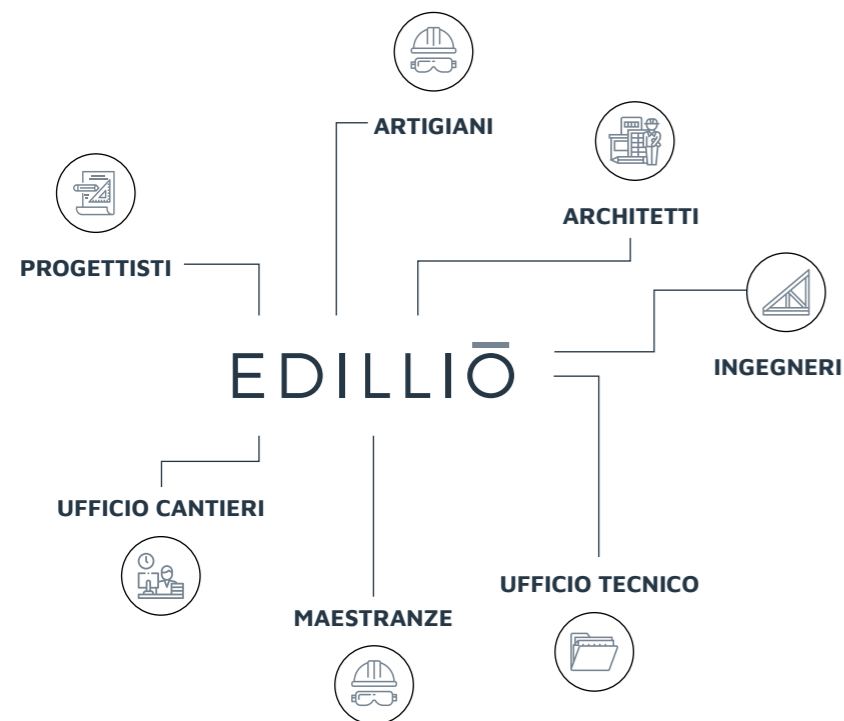 ARTIGIANI
ARCHITETTI
PROGETTISTI
INGEGNERI
EDILLIŌ
UFFICIO CANTIERI
UFFICIO TECNICO
MAESTRANZE